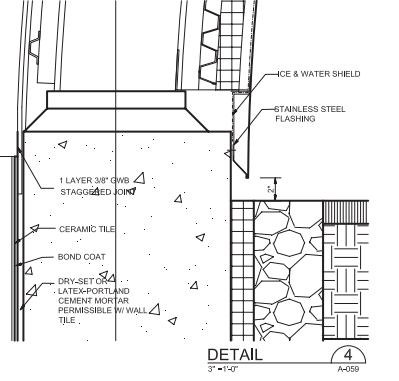 ICE & WATER SHIELD
STAINLESS STEEL
FLASHING
1 LAYER 3/8" GWB
STAGGERED JOINT
2"
CERAMIC TILE
BOND COAT
DRY-SET OR
LATEX-PORTLAND
CEMENT MORTAR
PERMISSIBLE W/ WALL
TILE
DETAIL
4
3" =1'-0"
A-059